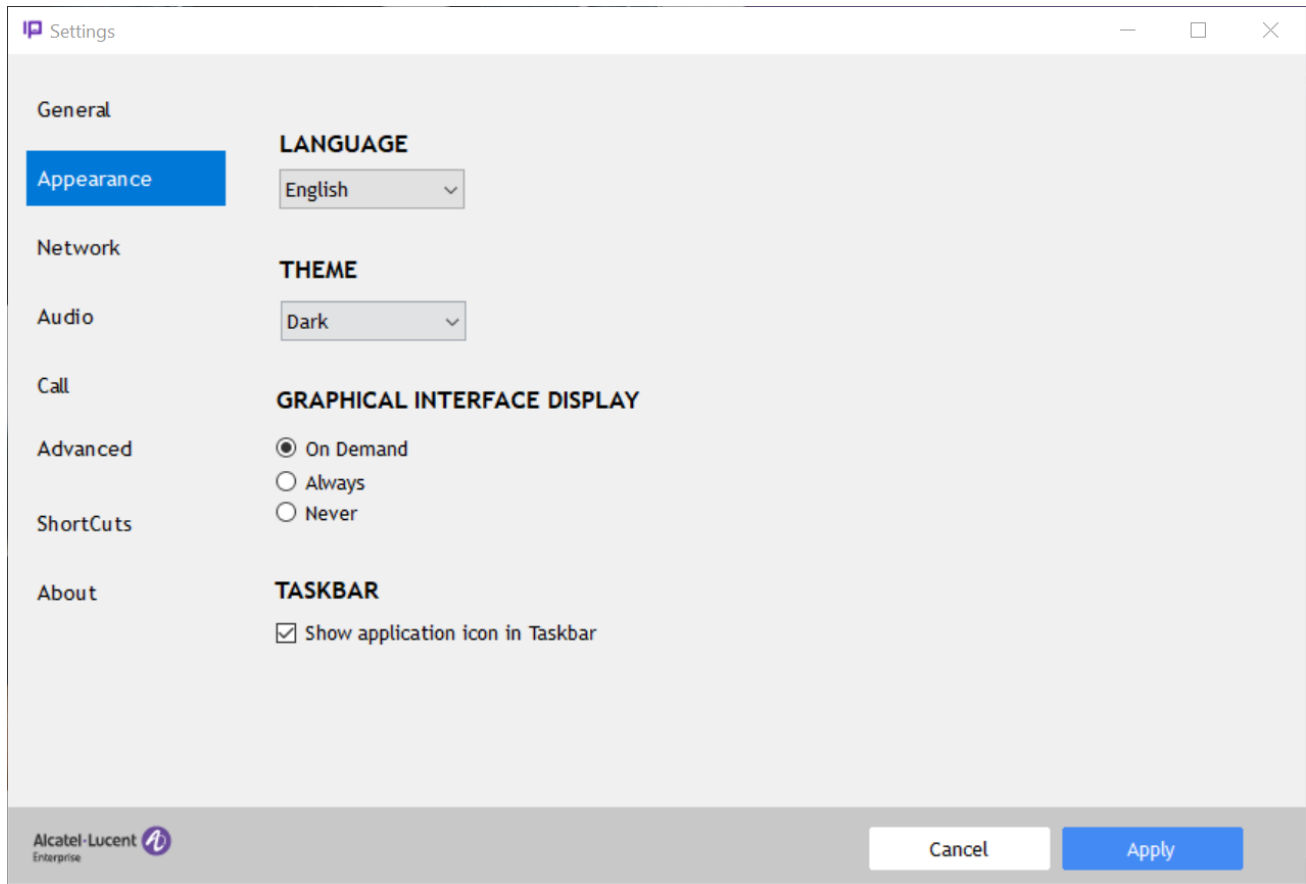 Settings
General
Appearance
Network
Audio
Call
Advanced
ShortCuts
About
LANGUAGE
English
THEME
Dark
GRAPHICAL INTERFACE DISPLAY
On Demand
Always
Never
TASKBAR
Show application icon in Taskbar
Alcatel·Lucent
Enterprise
Cancel
Apply